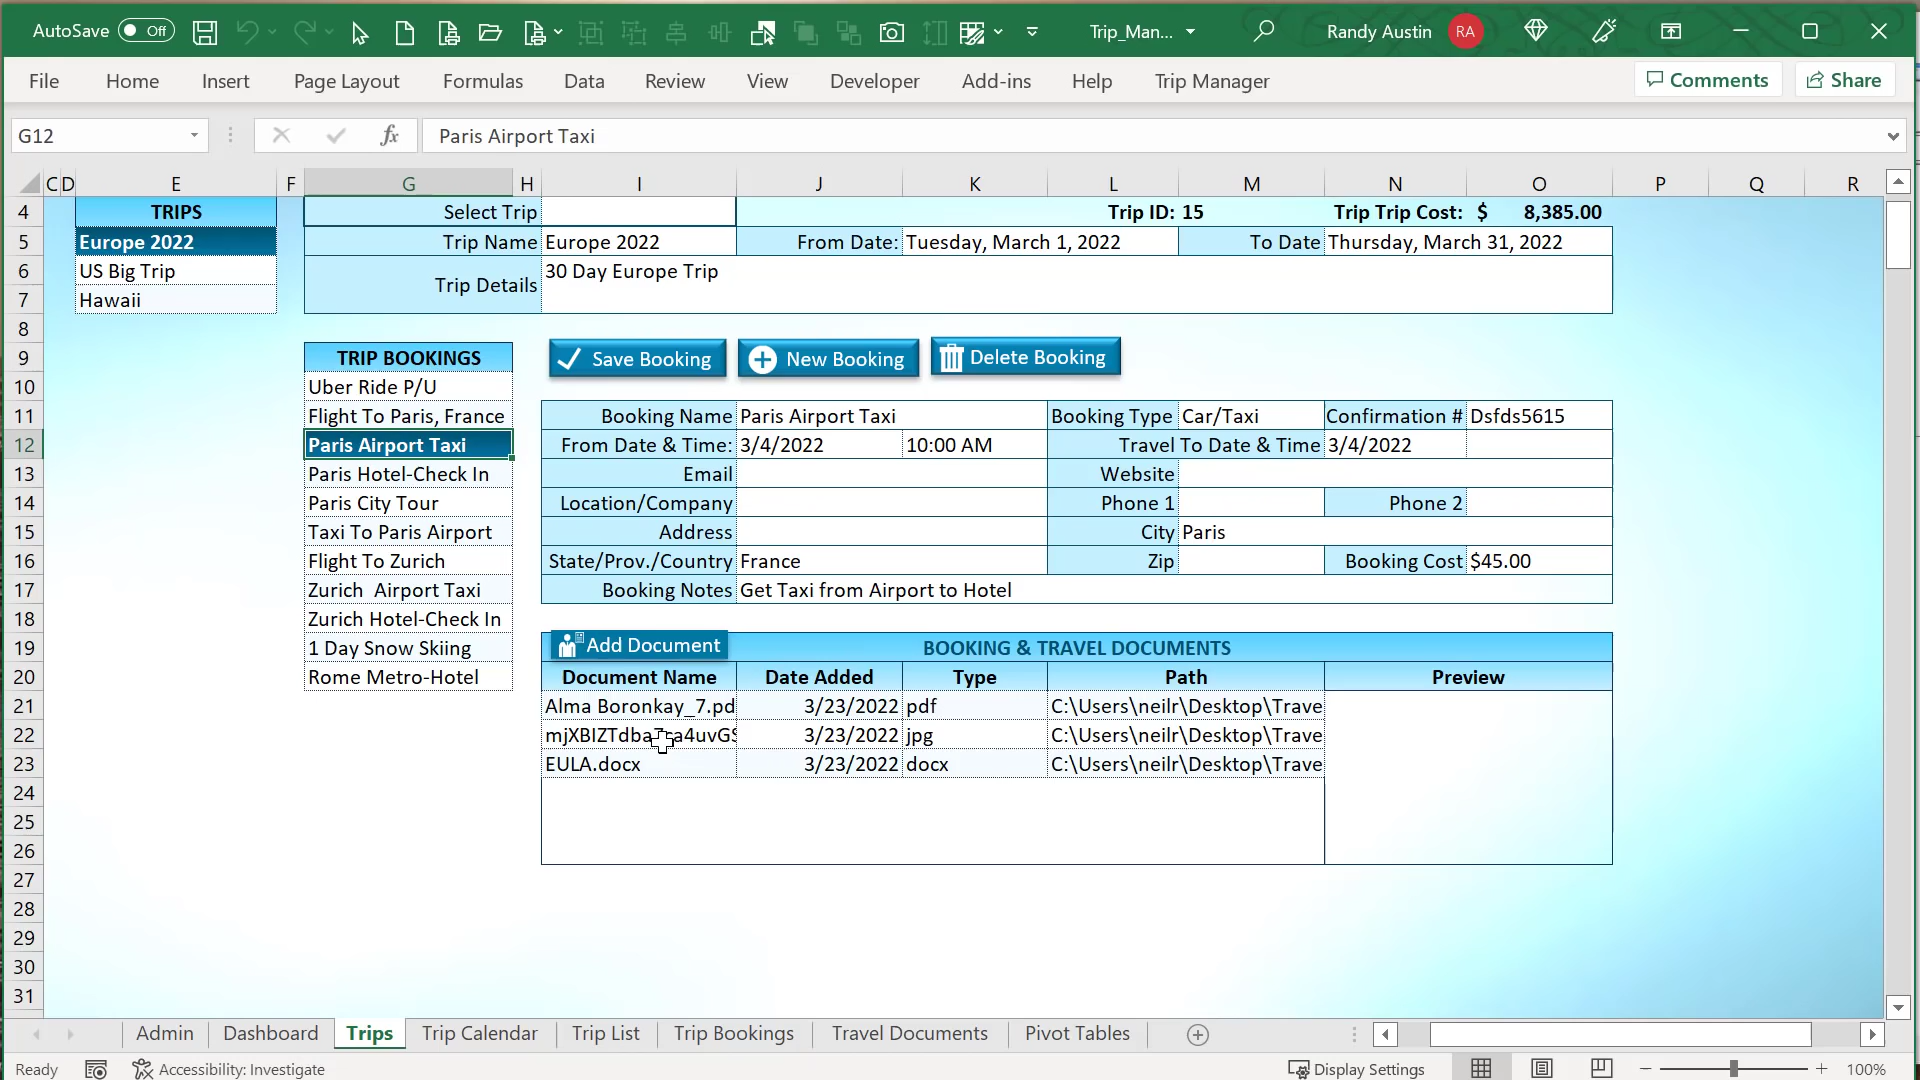 AutoSave Off Trip_Man... Randy Austin RA
File Home Insert Page Layout Formulas Data Review View Developer Add-ins Help Trip Manager Comments Share
G12 fx Paris Airport Taxi
C D E F G H I J K L M N O P Q R
4 TRIPS Select Trip Trip ID: 15 Trip Trip Cost: $ 8,385.00
5 Europe 2022 Trip Name Europe 2022 From Date: Tuesday, March 1, 2022 To Date Thursday, March 31, 2022
6 US Big Trip Trip Details 30 Day Europe Trip
7 Hawaii
8
9 TRIP BOOKINGS Save Booking New Booking Delete Booking
10 Uber Ride P/U
11 Flight To Paris, France Booking Name Paris Airport Taxi Booking Type Car/Taxi Confirmation # Dsfds5615
12 Paris Airport Taxi From Date & Time: 3/4/2022 10:00 AM Travel To Date & Time 3/4/2022
13 Paris Hotel-Check In Email Website
14 Paris City Tour Location/Company Phone 1 Phone 2
15 Taxi To Paris Airport Address City Paris
16 Flight To Zurich State/Prov./Country France Zip Booking Cost $45.00
17 Zurich Airport Taxi Booking Notes Get Taxi from Airport to Hotel
18 Zurich Hotel-Check In
19 1 Day Snow Skiing Add Document BOOKING & TRAVEL DOCUMENTS
20 Rome Metro-Hotel Document Name Date Added Type Path Preview
21 Alma Boronkay_7.pd 3/23/2022 pdf C:\Users\neilr\Desktop\Trave
22 3/23/2022 jpg C:\Users\neilr\Desktop\Trave
23 EULA.docx 3/23/2022 docx C:\Users\neilr\Desktop\Trave
24
25
26
27
28
29
30
31
Admin Dashboard Trips Trip Calendar Trip List Trip Bookings Travel Documents Pivot Tables
Ready Accessibility: Investigate Display Settings 100%